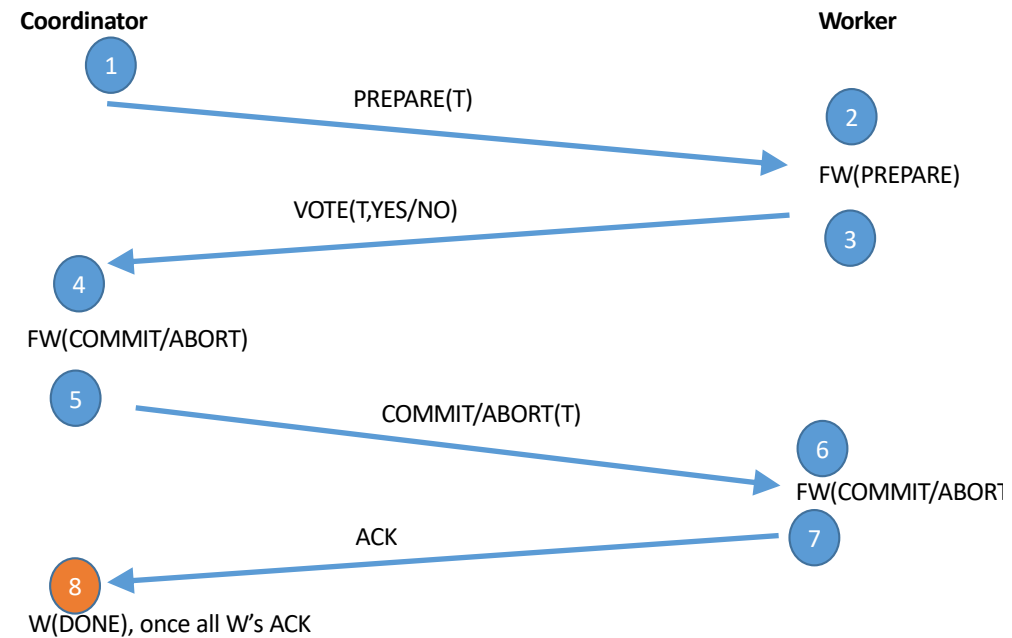 Coordinator
Worker
1
PREPARE(T)
2
FW(PREPARE)
VOTE(T,YES/NO)
3
4
FW(COMMIT/ABORT)
5
COMMIT/ABORT(T)
6
FW(COMMIT/ABORT
ACK
7
8
W(DONE), once all W's ACK